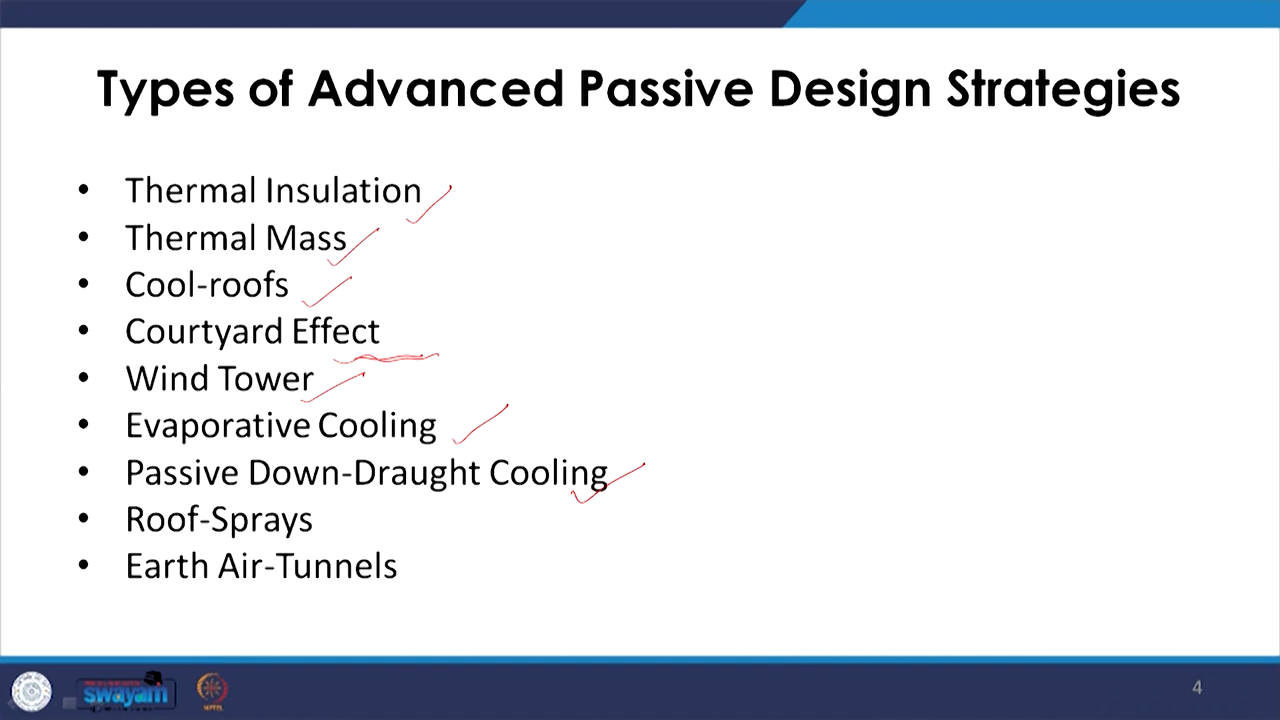 Types of Advanced Passive Design Strategies
• Thermal Insulation
• Thermal Mass
• Cool-roofs
• Courtyard Effect
• Wind Tower
• Evaporative Cooling
• Passive Down-Draught Cooling
• Roof-Sprays
• Earth Air-Tunnels
swayam
4